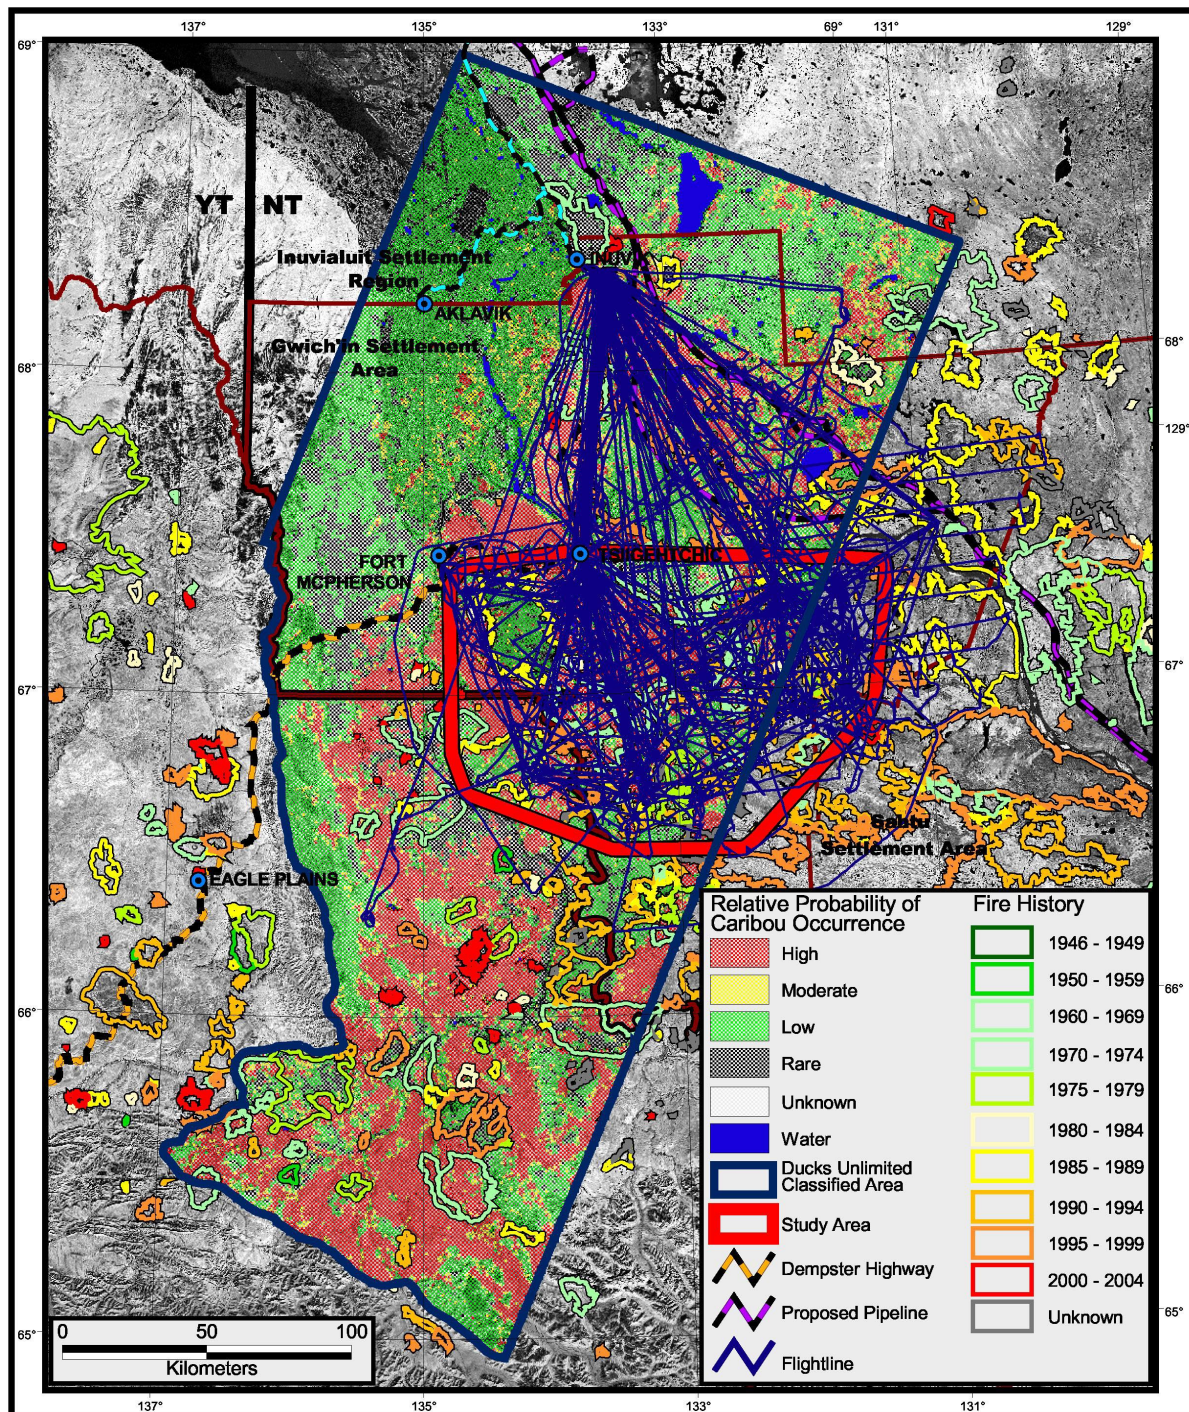 137° 135° 133° 69° 131° 129°
69°
YT NT
Inuvialuit Settlement
Region
INUVIK
AKLAVIK
Gwich'in Settlement
Area
68°
68°
129°
FORT
MCPHERSON
TSIIGEHTCHIC
67°
67°
Sahtu
Settlement Area
EAGLE PLAINS
66°
66°
65°
65°
Relative Probability of
Caribou Occurrence
High
Moderate
Low
Rare
Unknown
Water
Ducks Unlimited
Classified Area
Study Area
Dempster Highway
Proposed Pipeline
Flightline
Fire History
1946 - 1949
1950 - 1959
1960 - 1969
1970 - 1974
1975 - 1979
1980 - 1984
1985 - 1989
1990 - 1994
1995 - 1999
2000 - 2004
Unknown
0 50 100
Kilometers
137° 135° 133° 131°